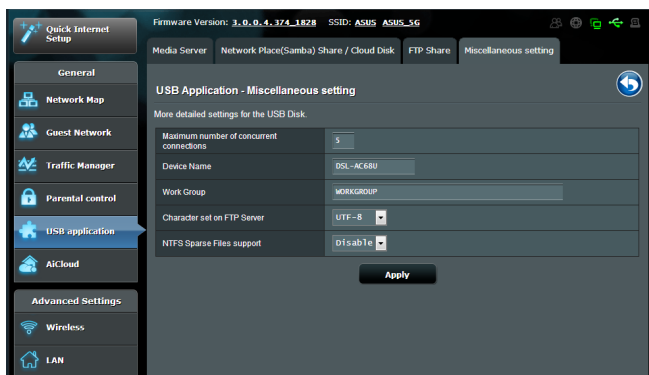 Quick Internet
Setup
Firmware Version: 3.0.0.4.374_1828 SSID: ASUS ASUS_5G
Media Server Network Place(Samba) Share / Cloud Disk FTP Share Miscellaneous setting
General
Network Map
Guest Network
Traffic Manager
Parental control
USB application
AiCloud
Advanced Settings
Wireless
LAN
USB Application - Miscellaneous setting
More detailed settings for the USB Disk.
Maximum number of concurrent
connections 5
Device Name DSL-AC68U
Work Group WORKGROUP
Character set on FTP Server UTF-8
NTFS Sparse Files support Disable
Apply